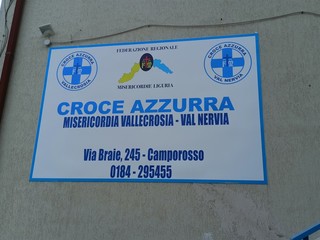 FEDERAZIONE REGIONALE
MISERICORDIE LIGURIA
CROCE AZZURRA
VALLECROSIA
CROCE AZZURRA
VAL NERVIA
CROCE AZZURRA
MISERICORDIA VALLECROSIA - VAL NERVIA
Via Braie, 245 - Camporosso
0184 - 295455